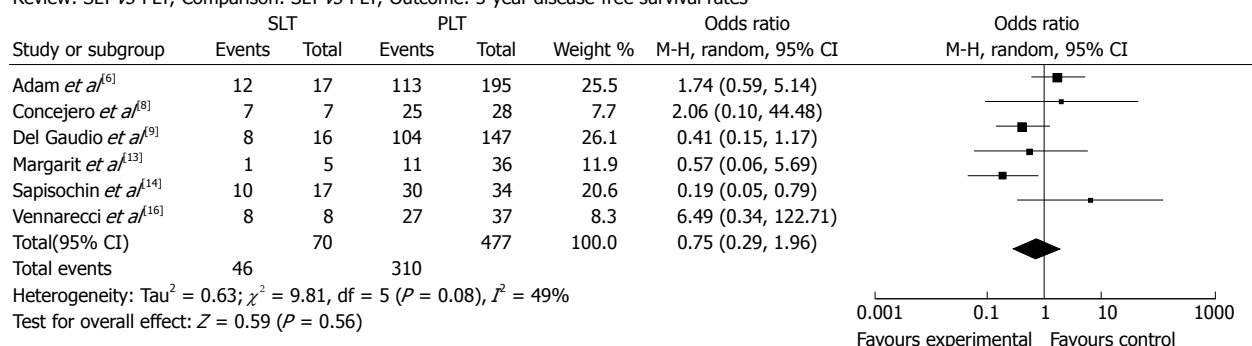 Review: SLT vs PLT, Comparison: SLT vs PLT, Outcome: 5-year disease-free survival rates
SLT PLT Odds ratio Odds ratio
Study or subgroup Events Total Events Total Weight % M-H, random, 95% CI M-H, random, 95% CI
Adam et al[6] 12 17 113 195 25.5 1.74 (0.59, 5.14)
Concejero et al[8] 7 7 25 28 7.7 2.06 (0.10, 44.48)
Del Gaudio et al[9] 8 16 104 147 26.1 0.41 (0.15, 1.17)
Margarit et al[13] 1 5 11 36 11.9 0.57 (0.06, 5.69)
Sapisochin et al[14] 10 17 30 34 20.6 0.19 (0.05, 0.79)
Vennarecci et al[16] 8 8 27 37 8.3 6.49 (0.34, 122.71)
Total(95% CI) 70 477 100.0 0.75 (0.29, 1.96)
Total events 46 310
Heterogeneity: Tau² = 0.63; χ² = 9.81, df = 5 (P = 0.08), I² = 49%
Test for overall effect: Z = 0.59 (P = 0.56)
0.001 0.1 1 10 1000
Favours experimental Favours control